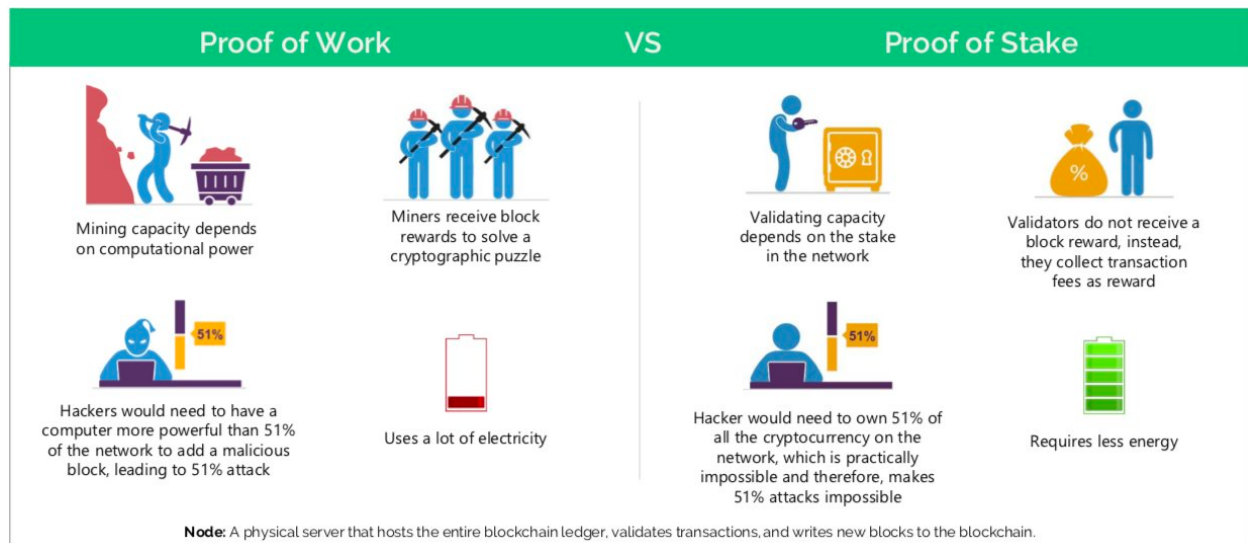 Proof of Work VS Proof of Stake
Mining capacity depends
on computational power
Miners receive block
rewards to solve a
cryptographic puzzle
Validating capacity
depends on the stake
in the network
%
Validators do not receive a
block reward, instead,
they collect transaction
fees as reward
51%
Hackers would need to have a
computer more powerful than 51%
of the network to add a malicious
block, leading to 51% attack
Uses a lot of electricity
51%
Hacker would need to own 51% of
all the cryptocurrency on the
network, which is practically
impossible and therefore, makes
51% attacks impossible
Requires less energy
Node: A physical server that hosts the entire blockchain ledger, validates transactions, and writes new blocks to the blockchain.